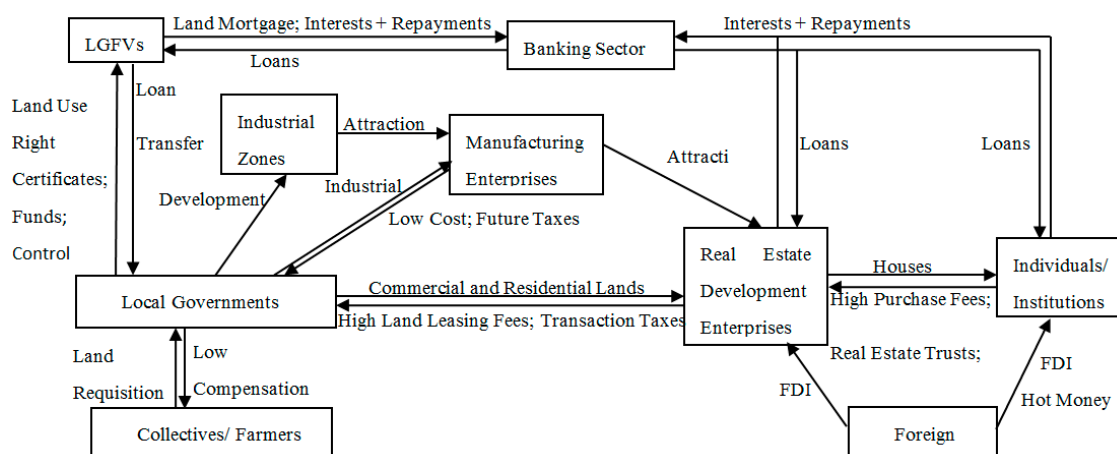 Land Mortgage; Interests + Repayments
Interests + Repayments
LGFVs
Banking Sector
Loans
Land Use
Right
Certificates;
Funds;
Control
Loan
Transfer
Industrial
Zones
Attraction
Manufacturing
Enterprises
Attracti
Loans
Loans
Development
Industrial
Low Cost; Future Taxes
Real Estate
Development
Enterprises
Houses
High Purchase Fees;
Real Estate Trusts;
Individuals/
Institutions
Local Governments
Commercial and Residential Lands
High Land Leasing Fees; Transaction Taxes
Land
Requisition
Low
Compensation
FDI
FDI
Hot Money
Collectives/ Farmers
Foreign